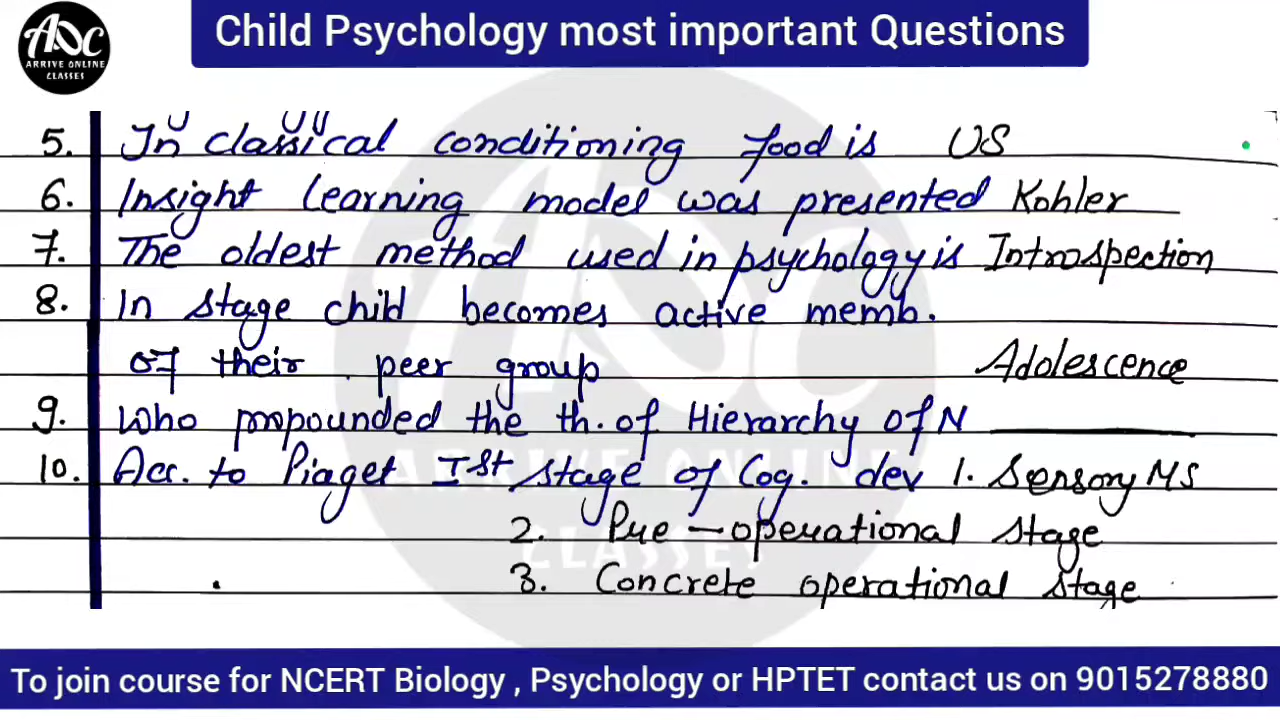 ADC
ARRIVE ONLINE
CLASSES
Child Psychology most important Questions
5. In classical conditioning food is US
6. Insight learning model was presented Kohler
7. The oldest method used in psychology is Introspection
8. In stage child becomes active memb.
of their peer group Adolescence
9. Who propounded the th. of Hierarchy of N
10. Acc. to Piaget Ist stage of Cog. dev 1. Sensory MS
2. Pre-operational stage
3. Concrete operational stage
ARRIVE ONLINE
CLASSES
To join course for NCERT Biology , Psychology or HPTET contact us on 9015278880